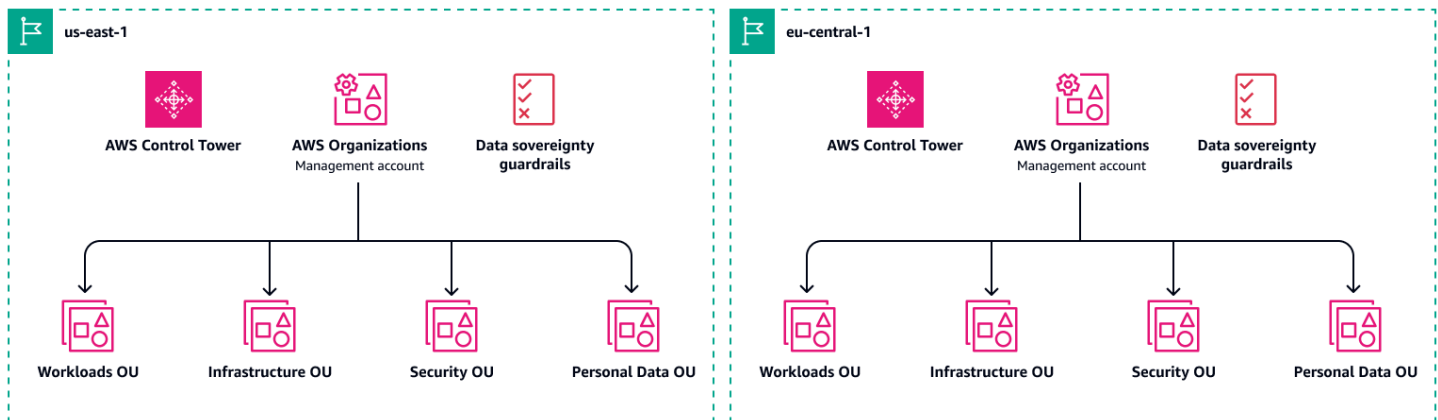 us-east-1
AWS Control Tower
AWS Organizations
Management account
Data sovereignty
guardrails
Workloads OU
Infrastructure OU
Security OU
Personal Data OU
eu-central-1
AWS Control Tower
AWS Organizations
Management account
Data sovereignty
guardrails
Workloads OU
Infrastructure OU
Security OU
Personal Data OU